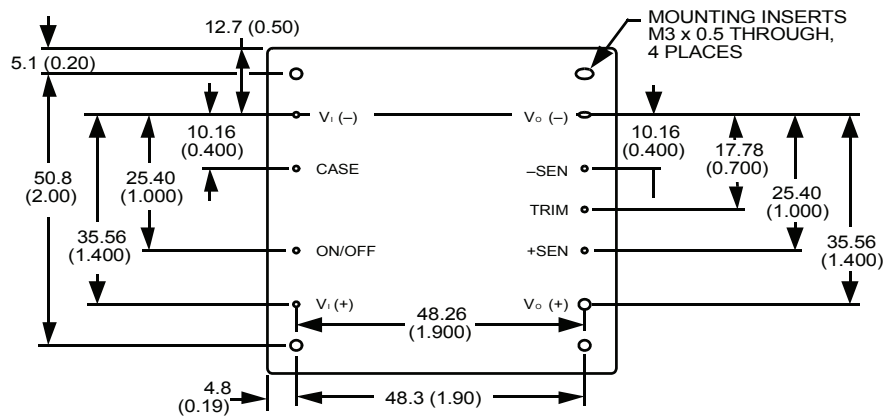 12.7 (0.50)
MOUNTING INSERTS
M3 x 0.5 THROUGH,
4 PLACES
5.1 (0.20)
VI (–)
VO (–)
10.16
(0.400)
10.16
(0.400)
17.78
(0.700)
50.8
(2.00)
25.40
(1.000)
CASE
–SEN
TRIM
25.40
(1.000)
35.56
(1.400)
ON/OFF
+SEN
35.56
(1.400)
VI (+)
VO (+)
48.26
(1.900)
4.8
(0.19)
48.3 (1.90)